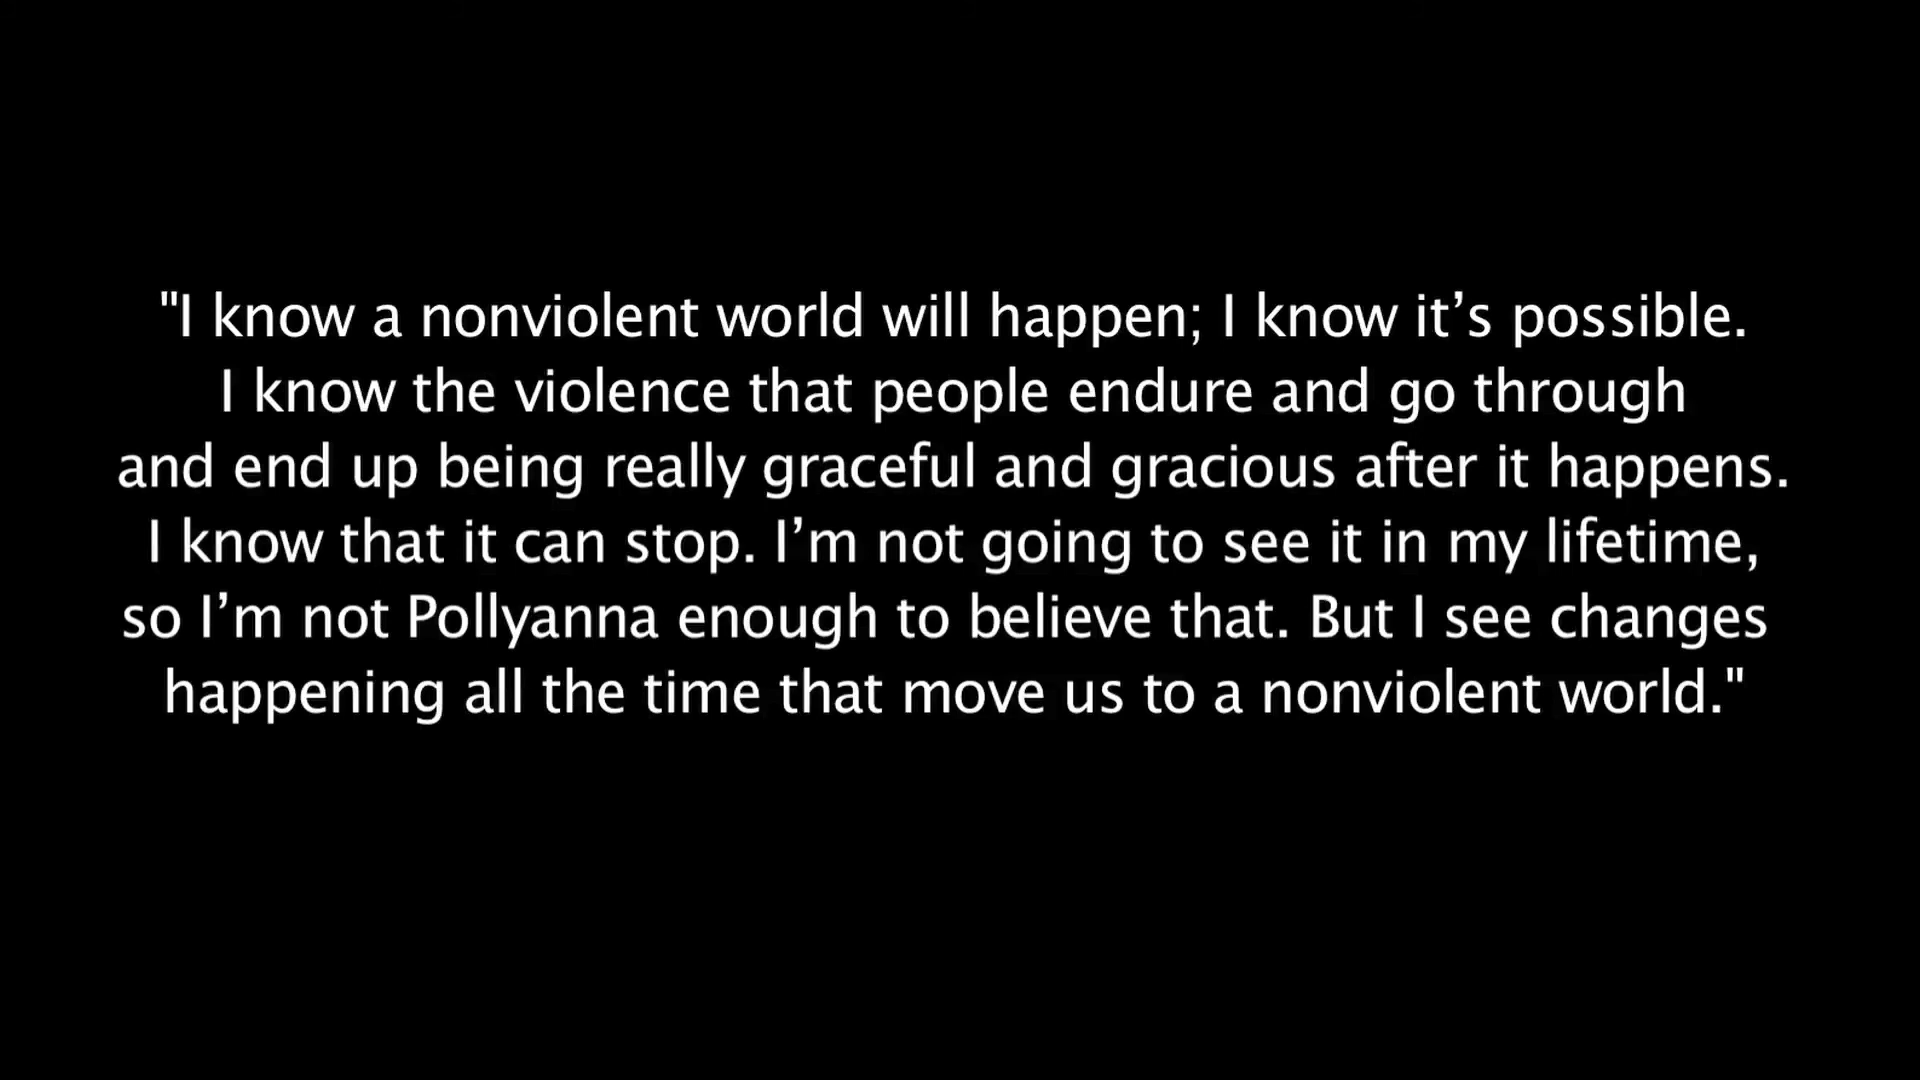 "I know a nonviolent world will happen; I know it’s possible.
I know the violence that people endure and go through
and end up being really graceful and gracious after it happens.
I know that it can stop. I’m not going to see it in my lifetime,
so I’m not Pollyanna enough to believe that. But I see changes
happening all the time that move us to a nonviolent world."